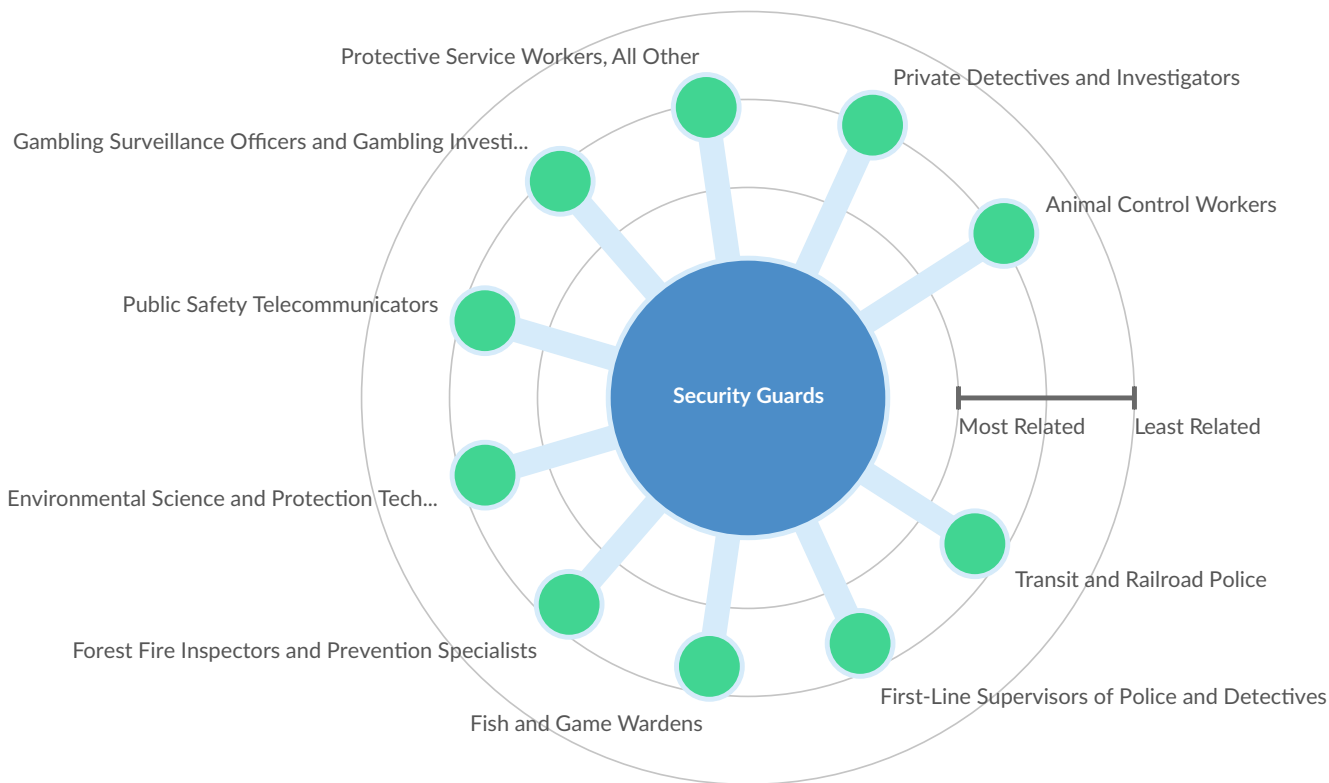 Protective Service Workers, All Other
Private Detectives and Investigators
Gambling Surveillance Officers and Gambling Investi...
Animal Control Workers
Public Safety Telecommunicators
Security Guards
Most Related
Least Related
Environmental Science and Protection Tech...
Transit and Railroad Police
Forest Fire Inspectors and Prevention Specialists
First-Line Supervisors of Police and Detectives
Fish and Game Wardens